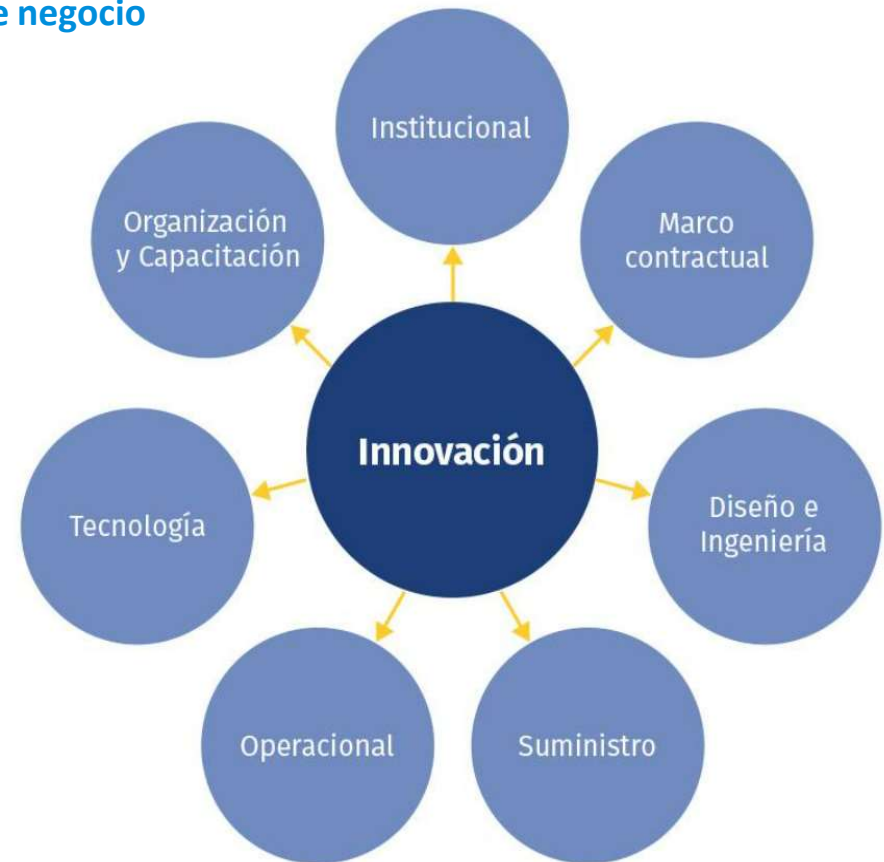 e negocio
Institucional
Organización
y Capacitación
Marco
contractual
Innovación
Tecnología
Diseño e
Ingeniería
Operacional
Suministro